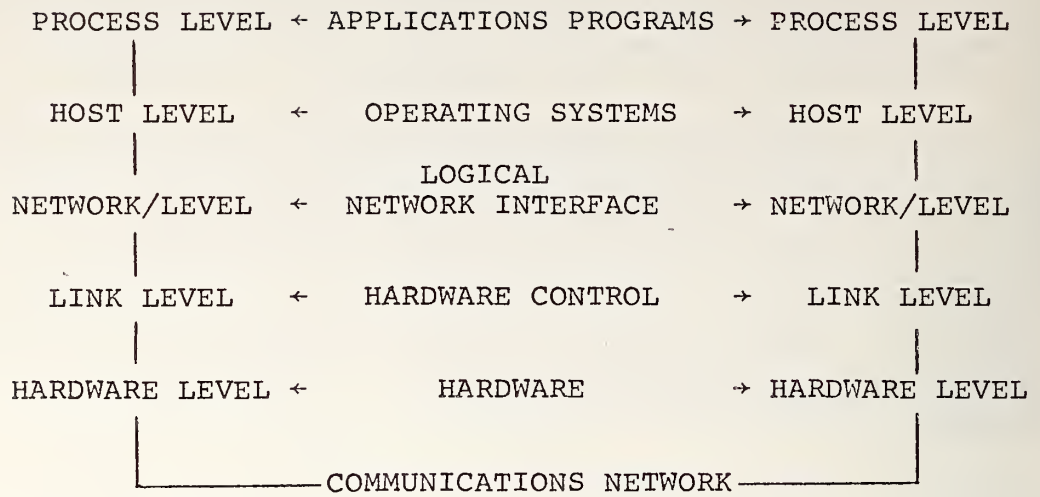 PROCESS LEVEL ← APPLICATIONS PROGRAMS → PROCESS LEVEL
HOST LEVEL ← OPERATING SYSTEMS → HOST LEVEL
LOGICAL
NETWORK/LEVEL ← NETWORK INTERFACE → NETWORK/LEVEL
LINK LEVEL ← HARDWARE CONTROL → LINK LEVEL
HARDWARE LEVEL ← HARDWARE → HARDWARE LEVEL
COMMUNICATIONS NETWORK